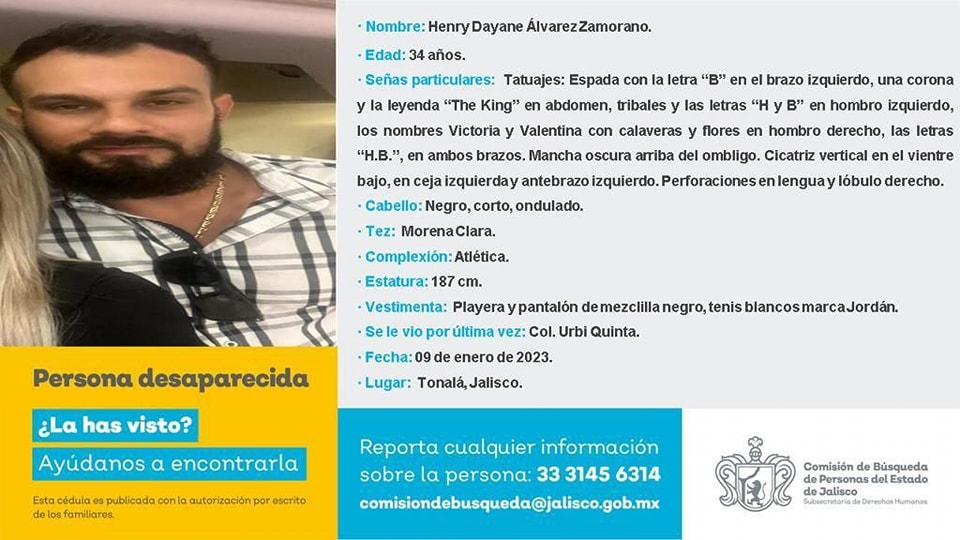 · Nombre: Henry Dayane ÁlvarezZamorano.
· Edad: 34 años.
· Señas particulares: Tatuajes: Espada con la letra “B” en el brazo izquierdo, una corona
y la leyenda “The King” en abdomen, tribales y las letras “H y B” en hombro izquierdo,
los nombres Victoria y Valentina con calaveras y flores en hombro derecho, las letras
“H.B.”, en ambos brazos. Mancha oscura arriba del ombligo. Cicatriz vertical en el vientre
bajo, en ceja izquierda y antebrazo izquierdo. Perforaciones en lengua y lóbulo derecho.
· Cabello: Negro, corto, ondulado.
· Tez: Morena Clara.
· Complexión: Atlética.
· Estatura: 187 cm.
· Vestimenta: Playera y pantalón de mezclilla negro, tenis blancos marca Jordán.
· Se le vio por última vez: Col. Urbi Quinta.
· Fecha: 09 de enero de 2023.
· Lugar: Tonalá, Jalisco.
Persona desaparecida
¿La has visto?
Ayúdanos a encontrarla
Esta cédula es publicada con la autorización por escrito
de los familiares.
Reporta cualquier información
sobre la persona: 33 3145 6314
comisiondebusqueda@jalisco.gob.mx
Comisión de Búsqueda
de Personas del Estado
de Jalisco
Subsecretaría de Derechos Humanos